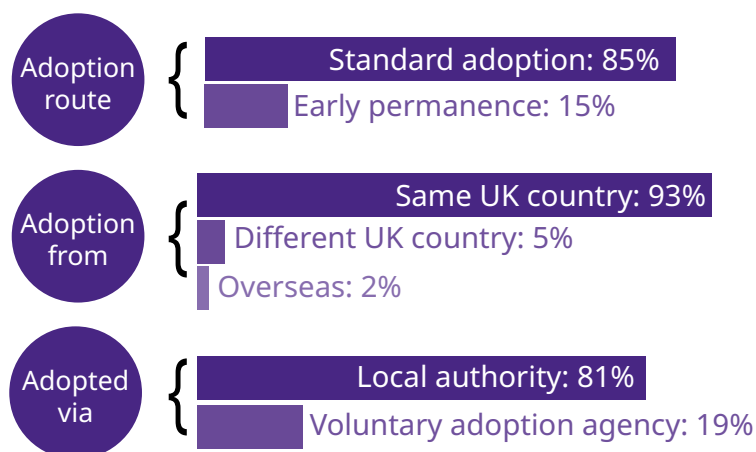 Adoption
route
Standard adoption: 85%
Early permanence: 15%
Adoption
from
Same UK country: 93%
Different UK country: 5%
Overseas: 2%
Adopted
via
Local authority: 81%
Voluntary adoption agency: 19%